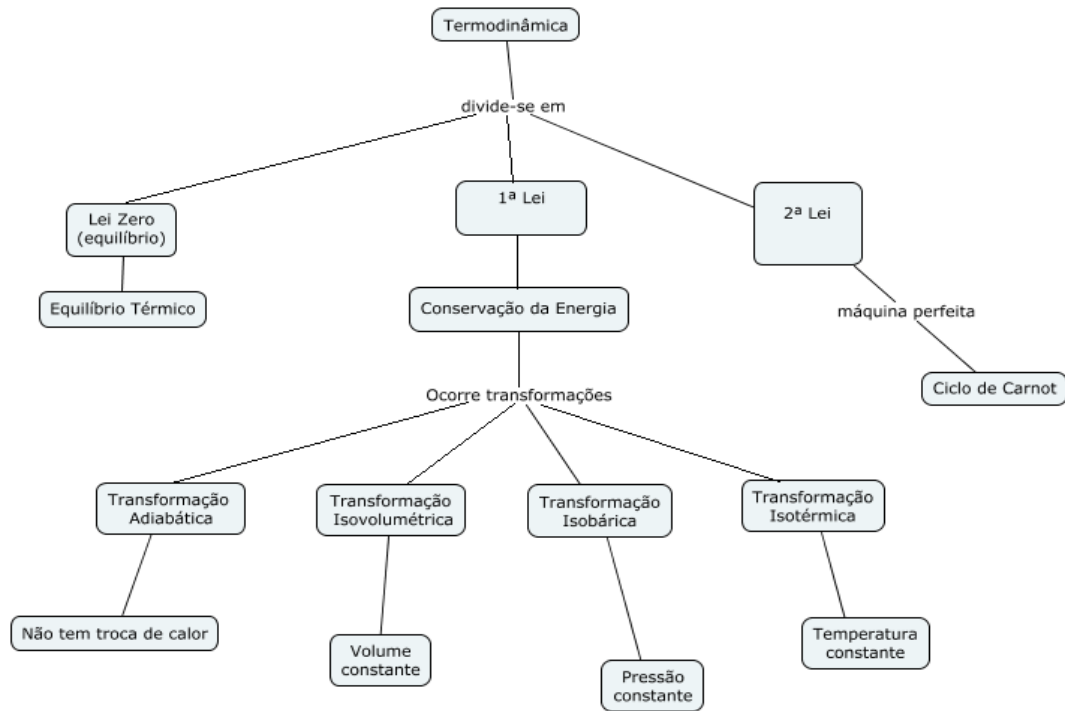 Termodinâmica
divide-se em
Lei Zero
(equilíbrio)
1ª Lei
2ª Lei
Equilíbrio Térmico
Conservação da Energia
máquina perfeita
Ciclo de Carnot
Ocorre transformações
Transformação
Adiabática
Transformação
Isovolumétrica
Transformação
Isobárica
Transformação
Isotérmica
Não tem troca de calor
Volume
constante
Pressão
constante
Temperatura
constante